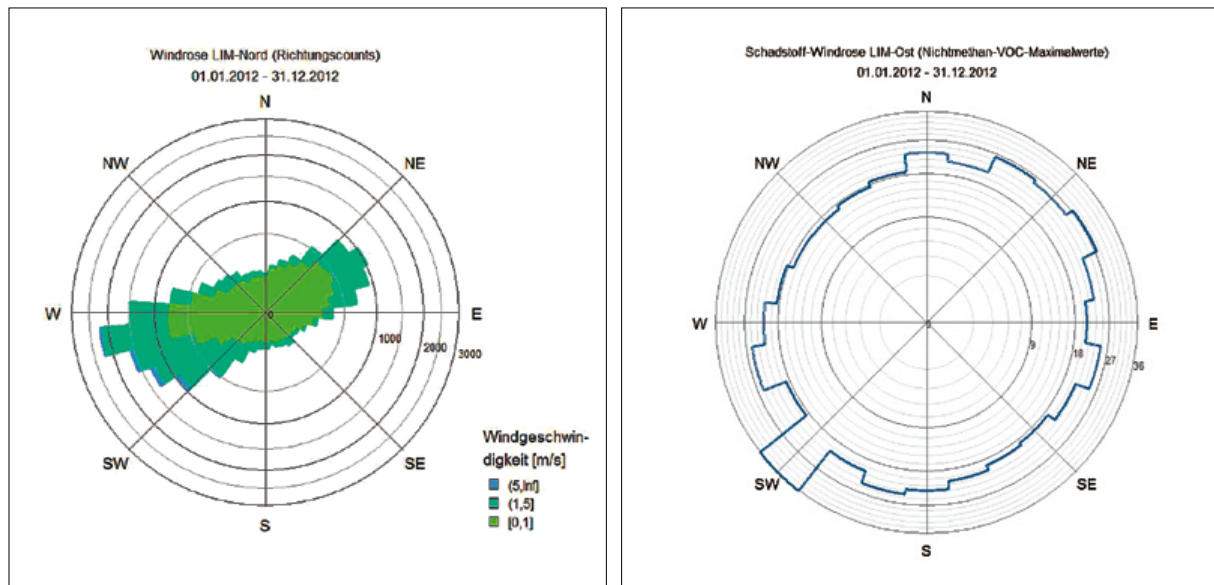 Windrose LIM-Nord (Richtungscounts)
01.01.2012 - 31.12.2012
N
NW
NE
W
0
E
1000
2000
3000
SW
SE
S
Windgeschwin-
digkeit [m/s]
(5,Inf]
(1,5]
[0,1]
Schadstoff-Windrose LIM-Ost (Nichtmethan-VOC-Maximalwerte)
01.01.2012 - 31.12.2012
N
NW
NE
W
0
E
9
18
27
36
SW
SE
S